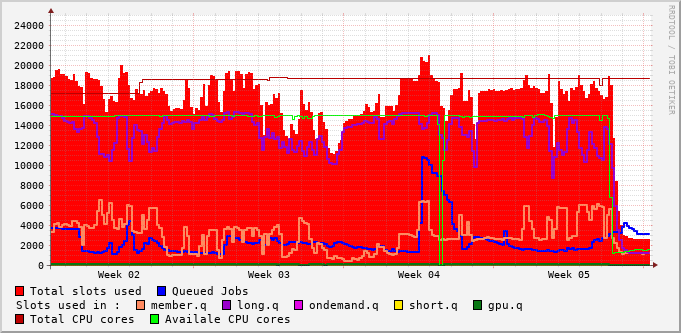 24000
22000
20000
18000
16000
14000
12000
10000
8000
6000
4000
2000
0
Week 02 Week 03 Week 04 Week 05
Total slots used Queued Jobs
Slots used in : member.q long.q ondemand.q short.q gpu.q
Total CPU cores Availale CPU cores
RRDTOOL / TOBI OETIKER